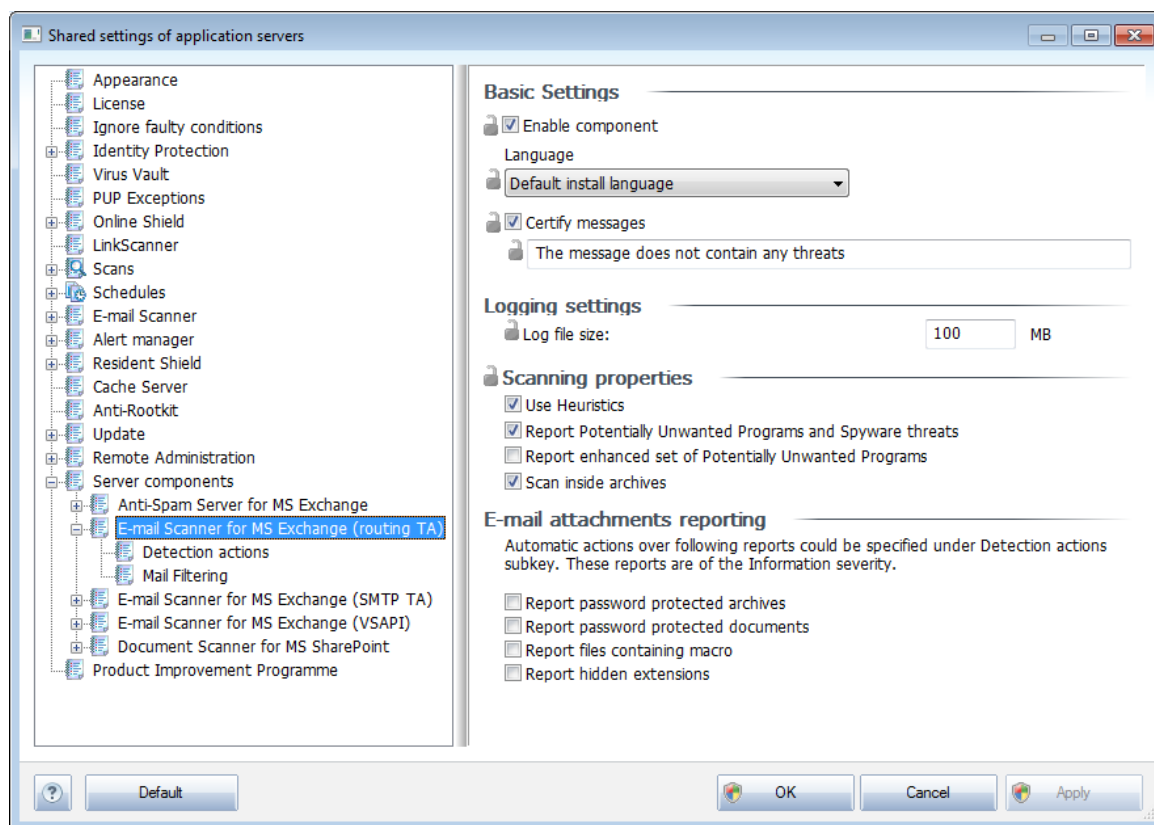 Shared settings of application servers
Appearance
License
Ignore faulty conditions
Identity Protection
Virus Vault
PUP Exceptions
Online Shield
LinkScanner
Scans
Schedules
E-mail Scanner
Alert manager
Resident Shield
Cache Server
Anti-Rootkit
Update
Remote Administration
Server components
Anti-Spam Server for MS Exchange
E-mail Scanner for MS Exchange (routing TA)
Detection actions
Mail Filtering
E-mail Scanner for MS Exchange (SMTP TA)
E-mail Scanner for MS Exchange (VSAPI)
Document Scanner for MS SharePoint
Product Improvement Programme
Basic Settings
Enable component
Language
Default install language
Certify messages
The message does not contain any threats
Logging settings
Log file size: 100 MB
Scanning properties
Use Heuristics
Report Potentially Unwanted Programs and Spyware threats
Report enhanced set of Potentially Unwanted Programs
Scan inside archives
E-mail attachments reporting
Automatic actions over following reports could be specified under Detection actions
subkey. These reports are of the Information severity.
Report password protected archives
Report password protected documents
Report files containing macro
Report hidden extensions
? Default OK Cancel Apply